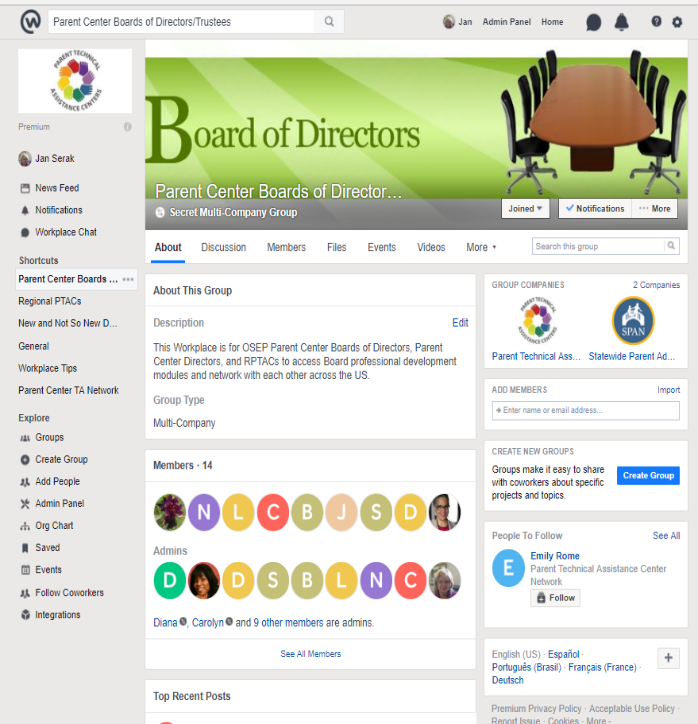 Parent Center Boards of Directors/Trustees
Jan
Admin Panel
Home
PARENT TECHNICAL
ASSISTANCE CENTERS
Premium
Jan Serak
News Feed
Notifications
Workplace Chat
Shortcuts
Parent Center Boards ...
Regional PTACs
New and Not So New D...
General
Workplace Tips
Parent Center TA Network
Explore
Groups
Create Group
Add People
Admin Panel
Org Chart
Saved
Events
Follow Coworkers
Integrations
Board of Directors
Parent Center Boards of Director...
Secret Multi-Company Group
Joined
Notifications
More
About
Discussion
Members
Files
Events
Videos
More
Search this group
About This Group
Description
Edit
This Workplace is for OSEP Parent Center Boards of Directors, Parent
Center Directors, and RPTACs to access Board professional development
modules and network with each other across the US.
Group Type
Multi-Company
Members · 14
N L C B J S D
Admins
D D S B L N C
Diana, Carolyn and 9 other members are admins.
See All Members
Top Recent Posts
GROUP COMPANIES
2 Companies
PARENT TECHNICAL
ASSISTANCE CENTERS
SPAN
Parent Technical Ass...
Statewide Parent Ad...
ADD MEMBERS
Import
+ Enter name or email address...
CREATE NEW GROUPS
Groups make it easy to share
with coworkers about specific
projects and topics.
Create Group
People To Follow
See All
E
Emily Rome
Parent Technical Assistance Center
Network
Follow
English (US) · Español ·
Português (Brasil) · Français (France) ·
Deutsch
Premium Privacy Policy · Acceptable Use Policy ·
Report Issue · Cookies · More